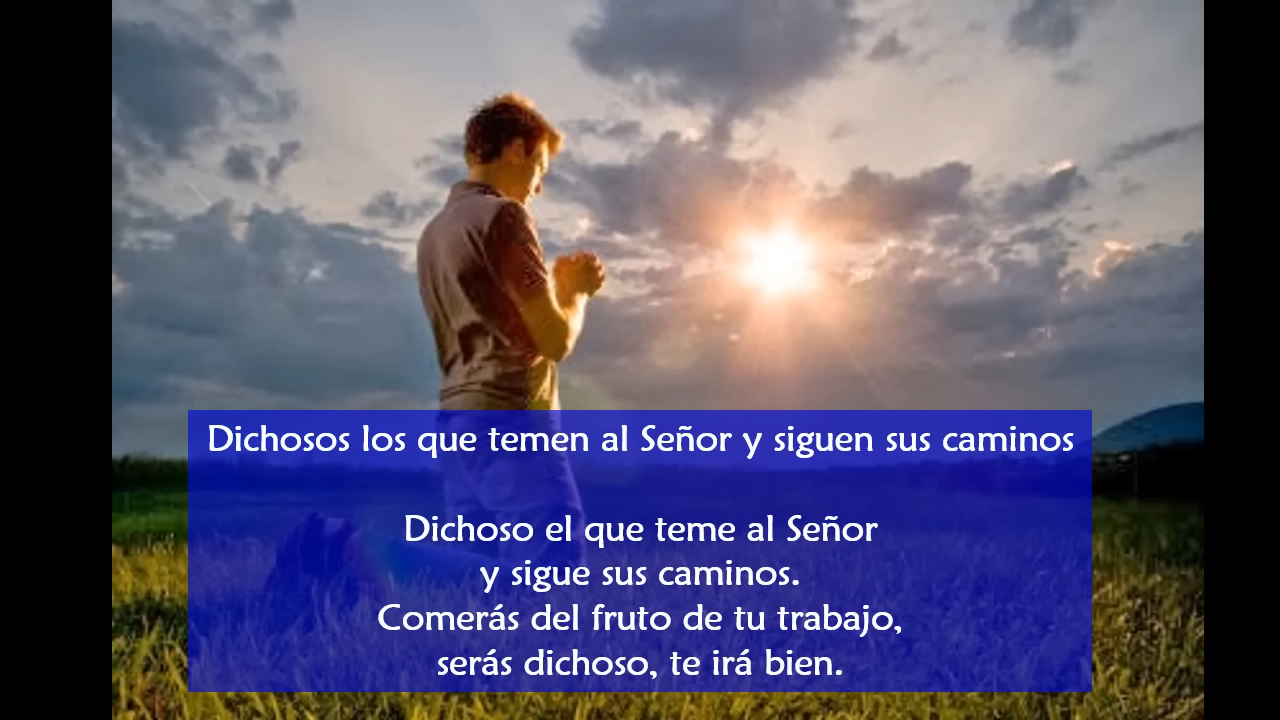 Dichosos los que temen al Señor y siguen sus caminos
Dichoso el que teme al Señor
y sigue sus caminos.
Comerás del fruto de tu trabajo,
serás dichoso, te irá bien.